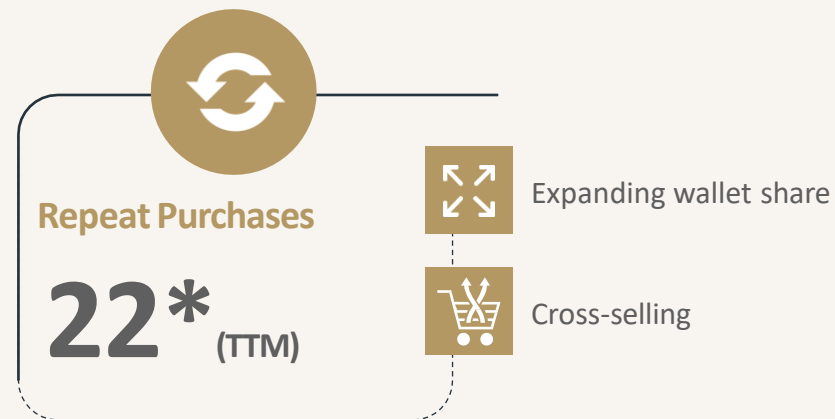 Repeat Purchases
22* (TTM)
Expanding wallet share
Cross-selling